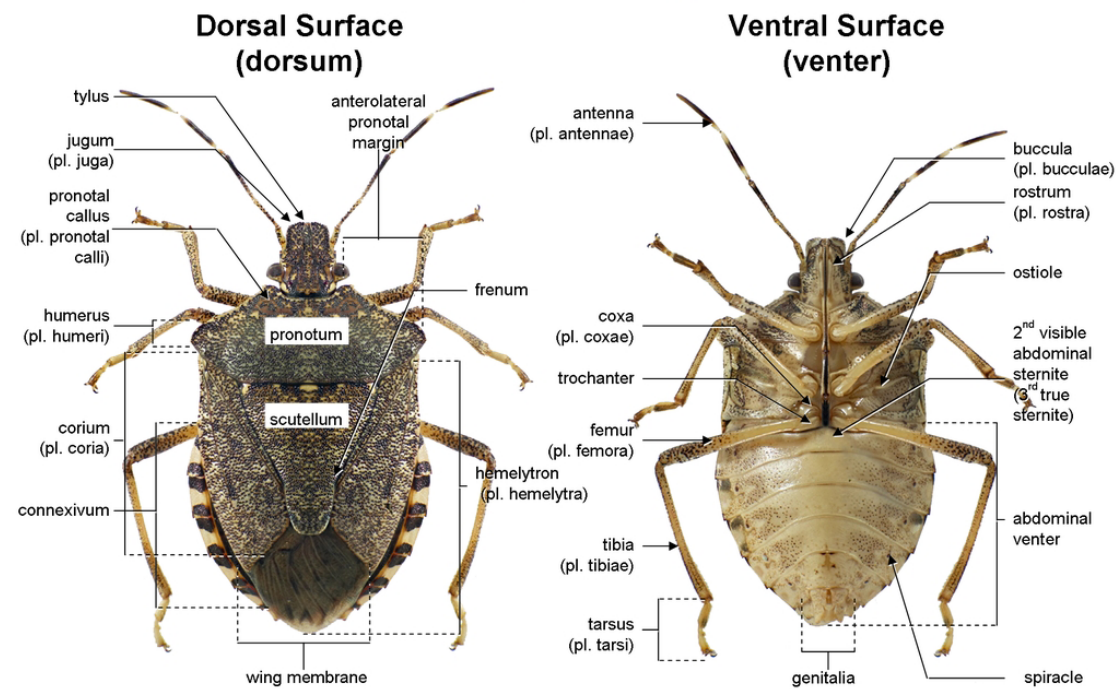 Dorsal Surface
(dorsum)
tylus
anterolateral
pronotal
margin
jugum
(pl. juga)
pronotal
callus
(pl. pronotal
calli)
frenum
humerus
(pl. humeri)
pronotum
scutellum
corium
(pl. coria)
hemelytron
(pl. hemelytra)
connexivum
wing membrane
Ventral Surface
(venter)
antenna
(pl. antennae)
buccula
(pl. bucculae)
rostrum
(pl. rostra)
ostiole
coxa
(pl. coxae)
2nd visible
abdominal
sternite
(3rd true
sternite)
trochanter
femur
(pl. femora)
abdominal
venter
tibia
(pl. tibiae)
tarsus
(pl. tarsi)
genitalia
spiracle